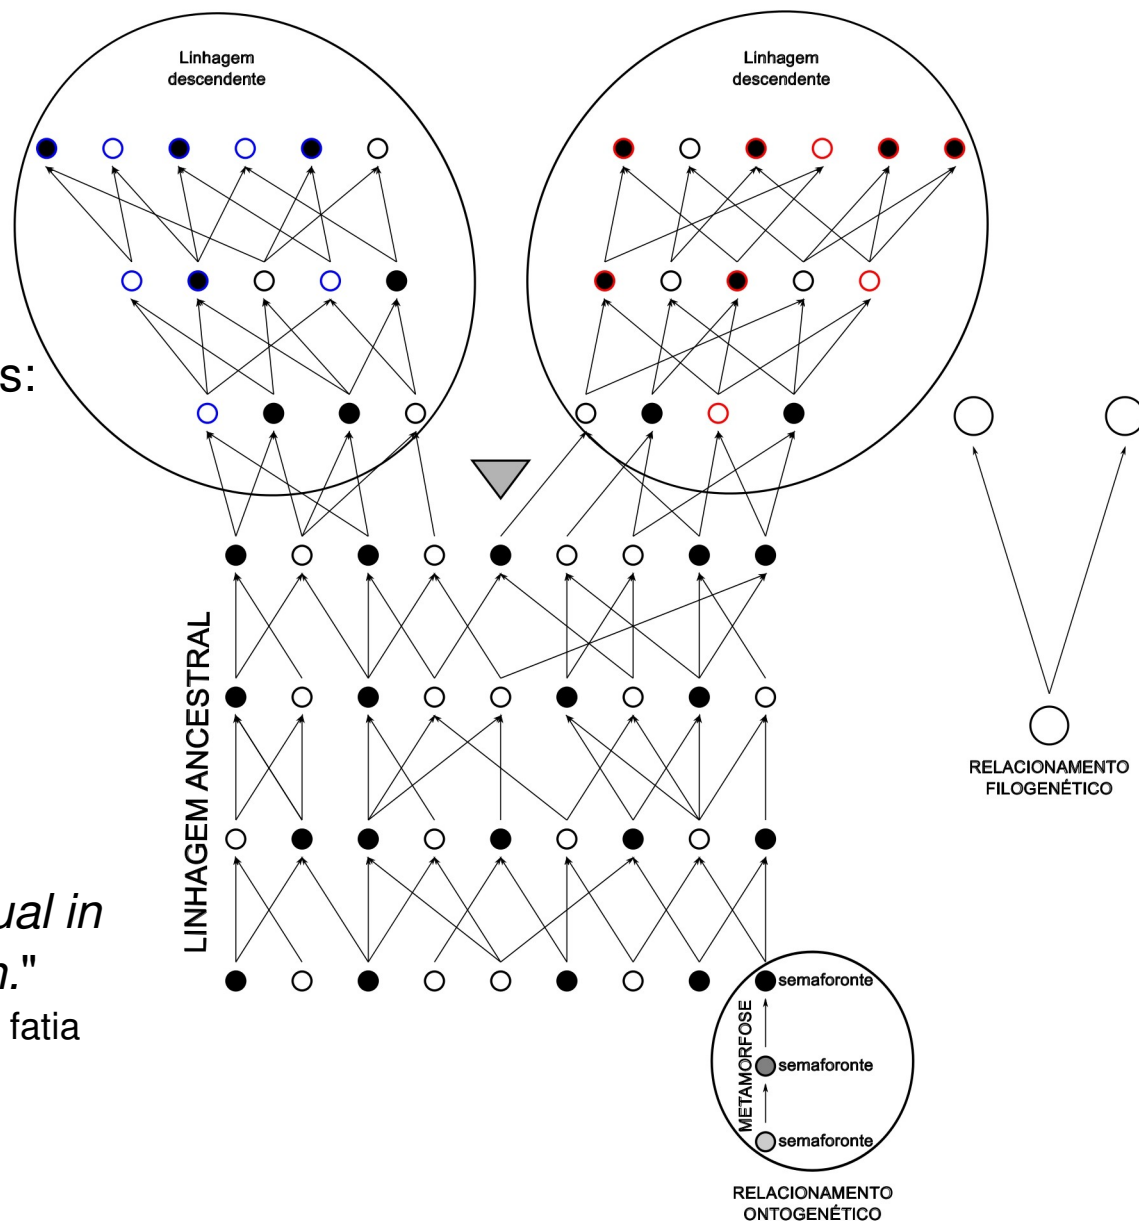 Linhagem
descendente
Linhagem
descendente
s:
LINHAGEM ANCESTRAL
RELACIONAMENTO
FILOGENÉTICO
ual in
n."
fatia
semaforonte
METAMORFOSE
semaforonte
semaforonte
RELACIONAMENTO
ONTOGENÉTICO